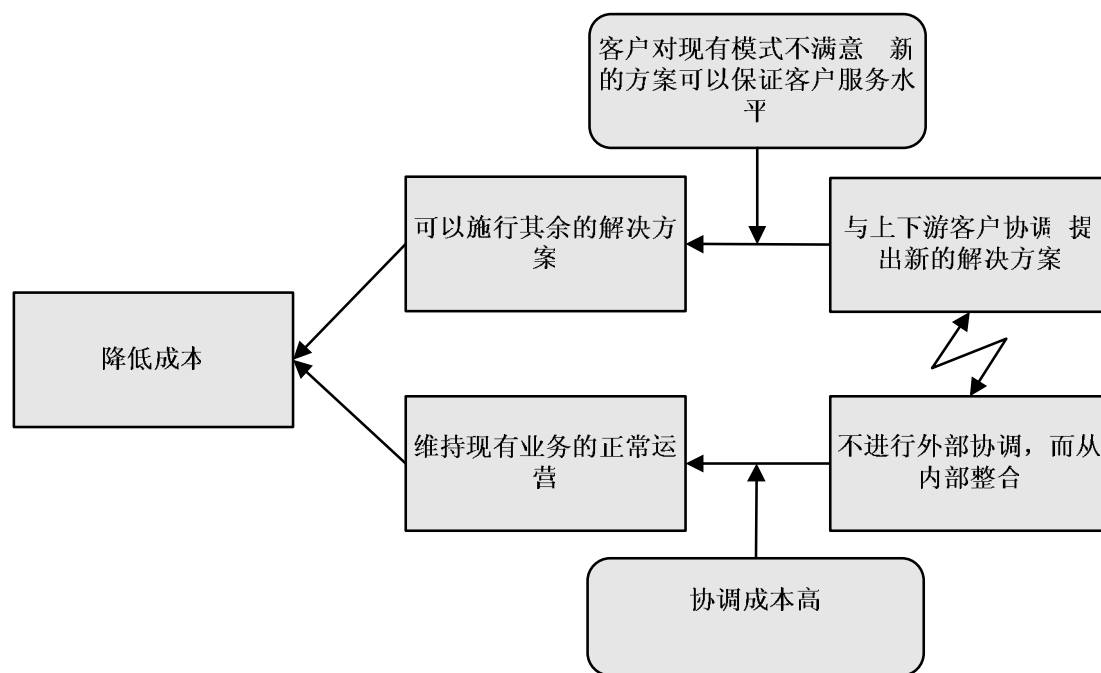 客户对现有模式不满意 新
的方案可以保证客户服务水
平
可以施行其余的解决方
案
与上下游客户协调 提
出新的解决方案
降低成本
维持现有业务的正常运
营
不进行外部协调，而从
内部整合
协调成本高